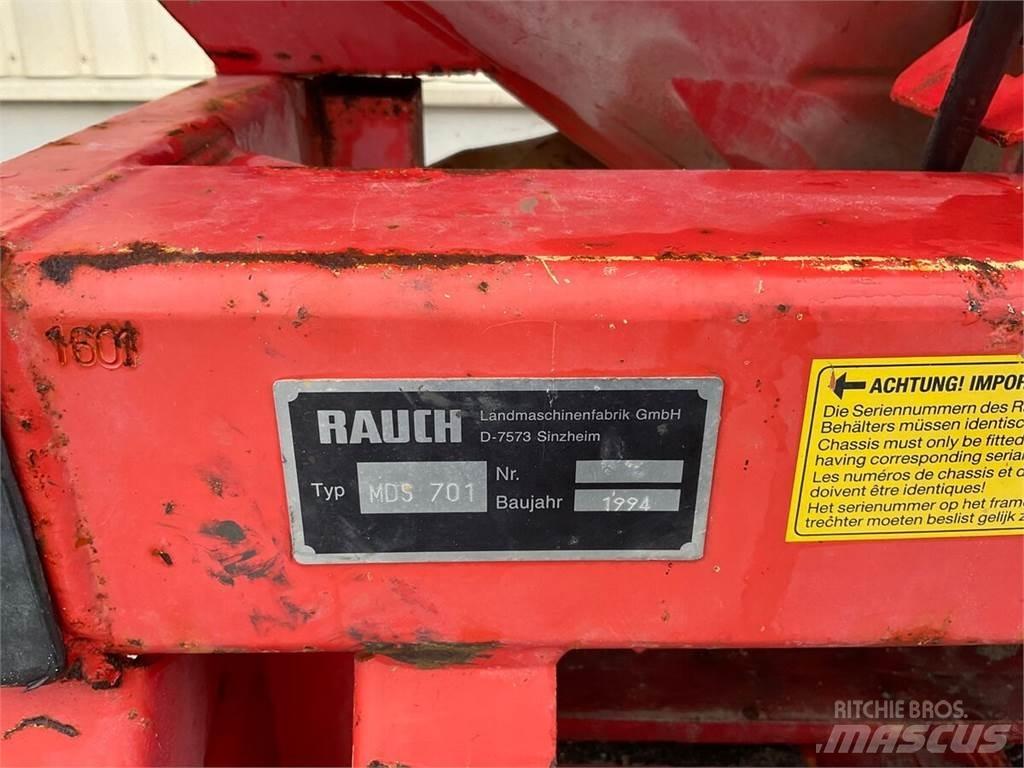 1601
RAUCH Landmaschinenfabrik GmbH
D-7573 Sinzheim
Typ MDS 701 Nr.
Baujahr 1994
ACHTUNG! IMPOR
Die Seriennummern des R
Behälters müssen identisc
Chassis must only be fitted
having corresponding seria
Les numéros de chassis et d
doivent être identiques!
Het serienummer op het fram
trechter moeten beslist gelijk z
RITCHIE BROS.
MASCUS